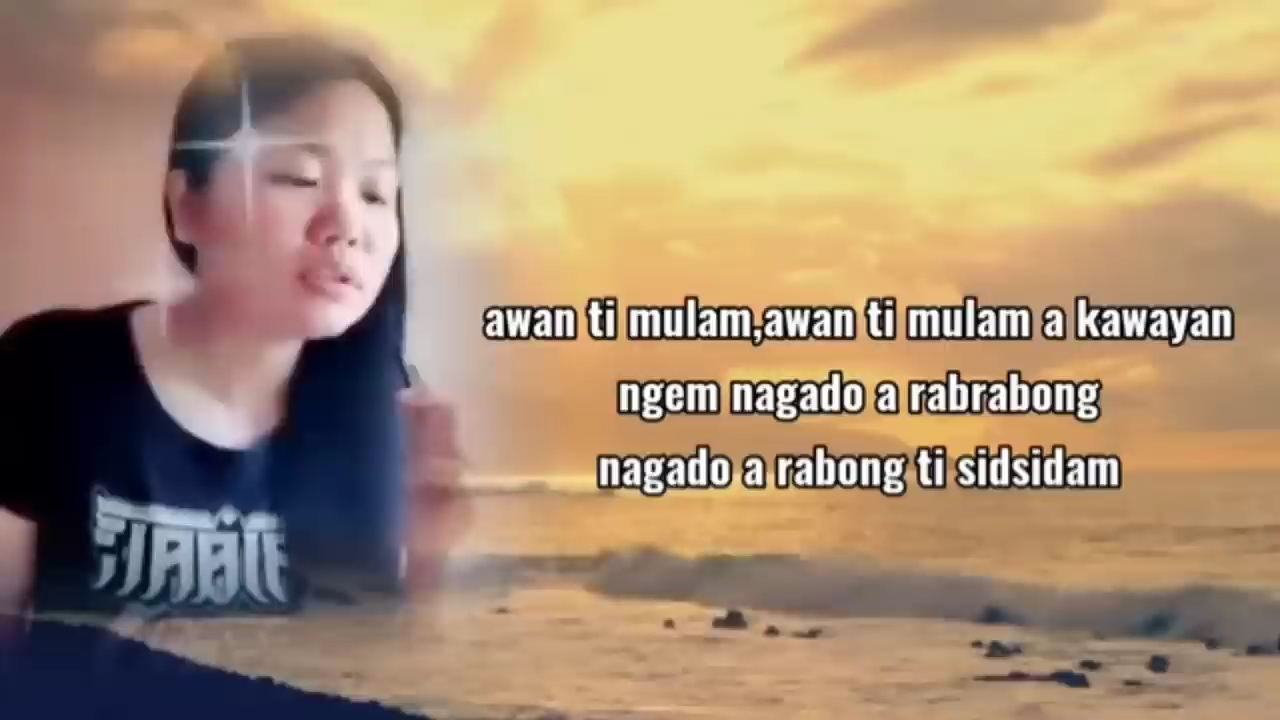 awan ti mulam,awan ti mulam a kawayan
ngem nagado a rabrabong
nagado a rabong ti sidsidam